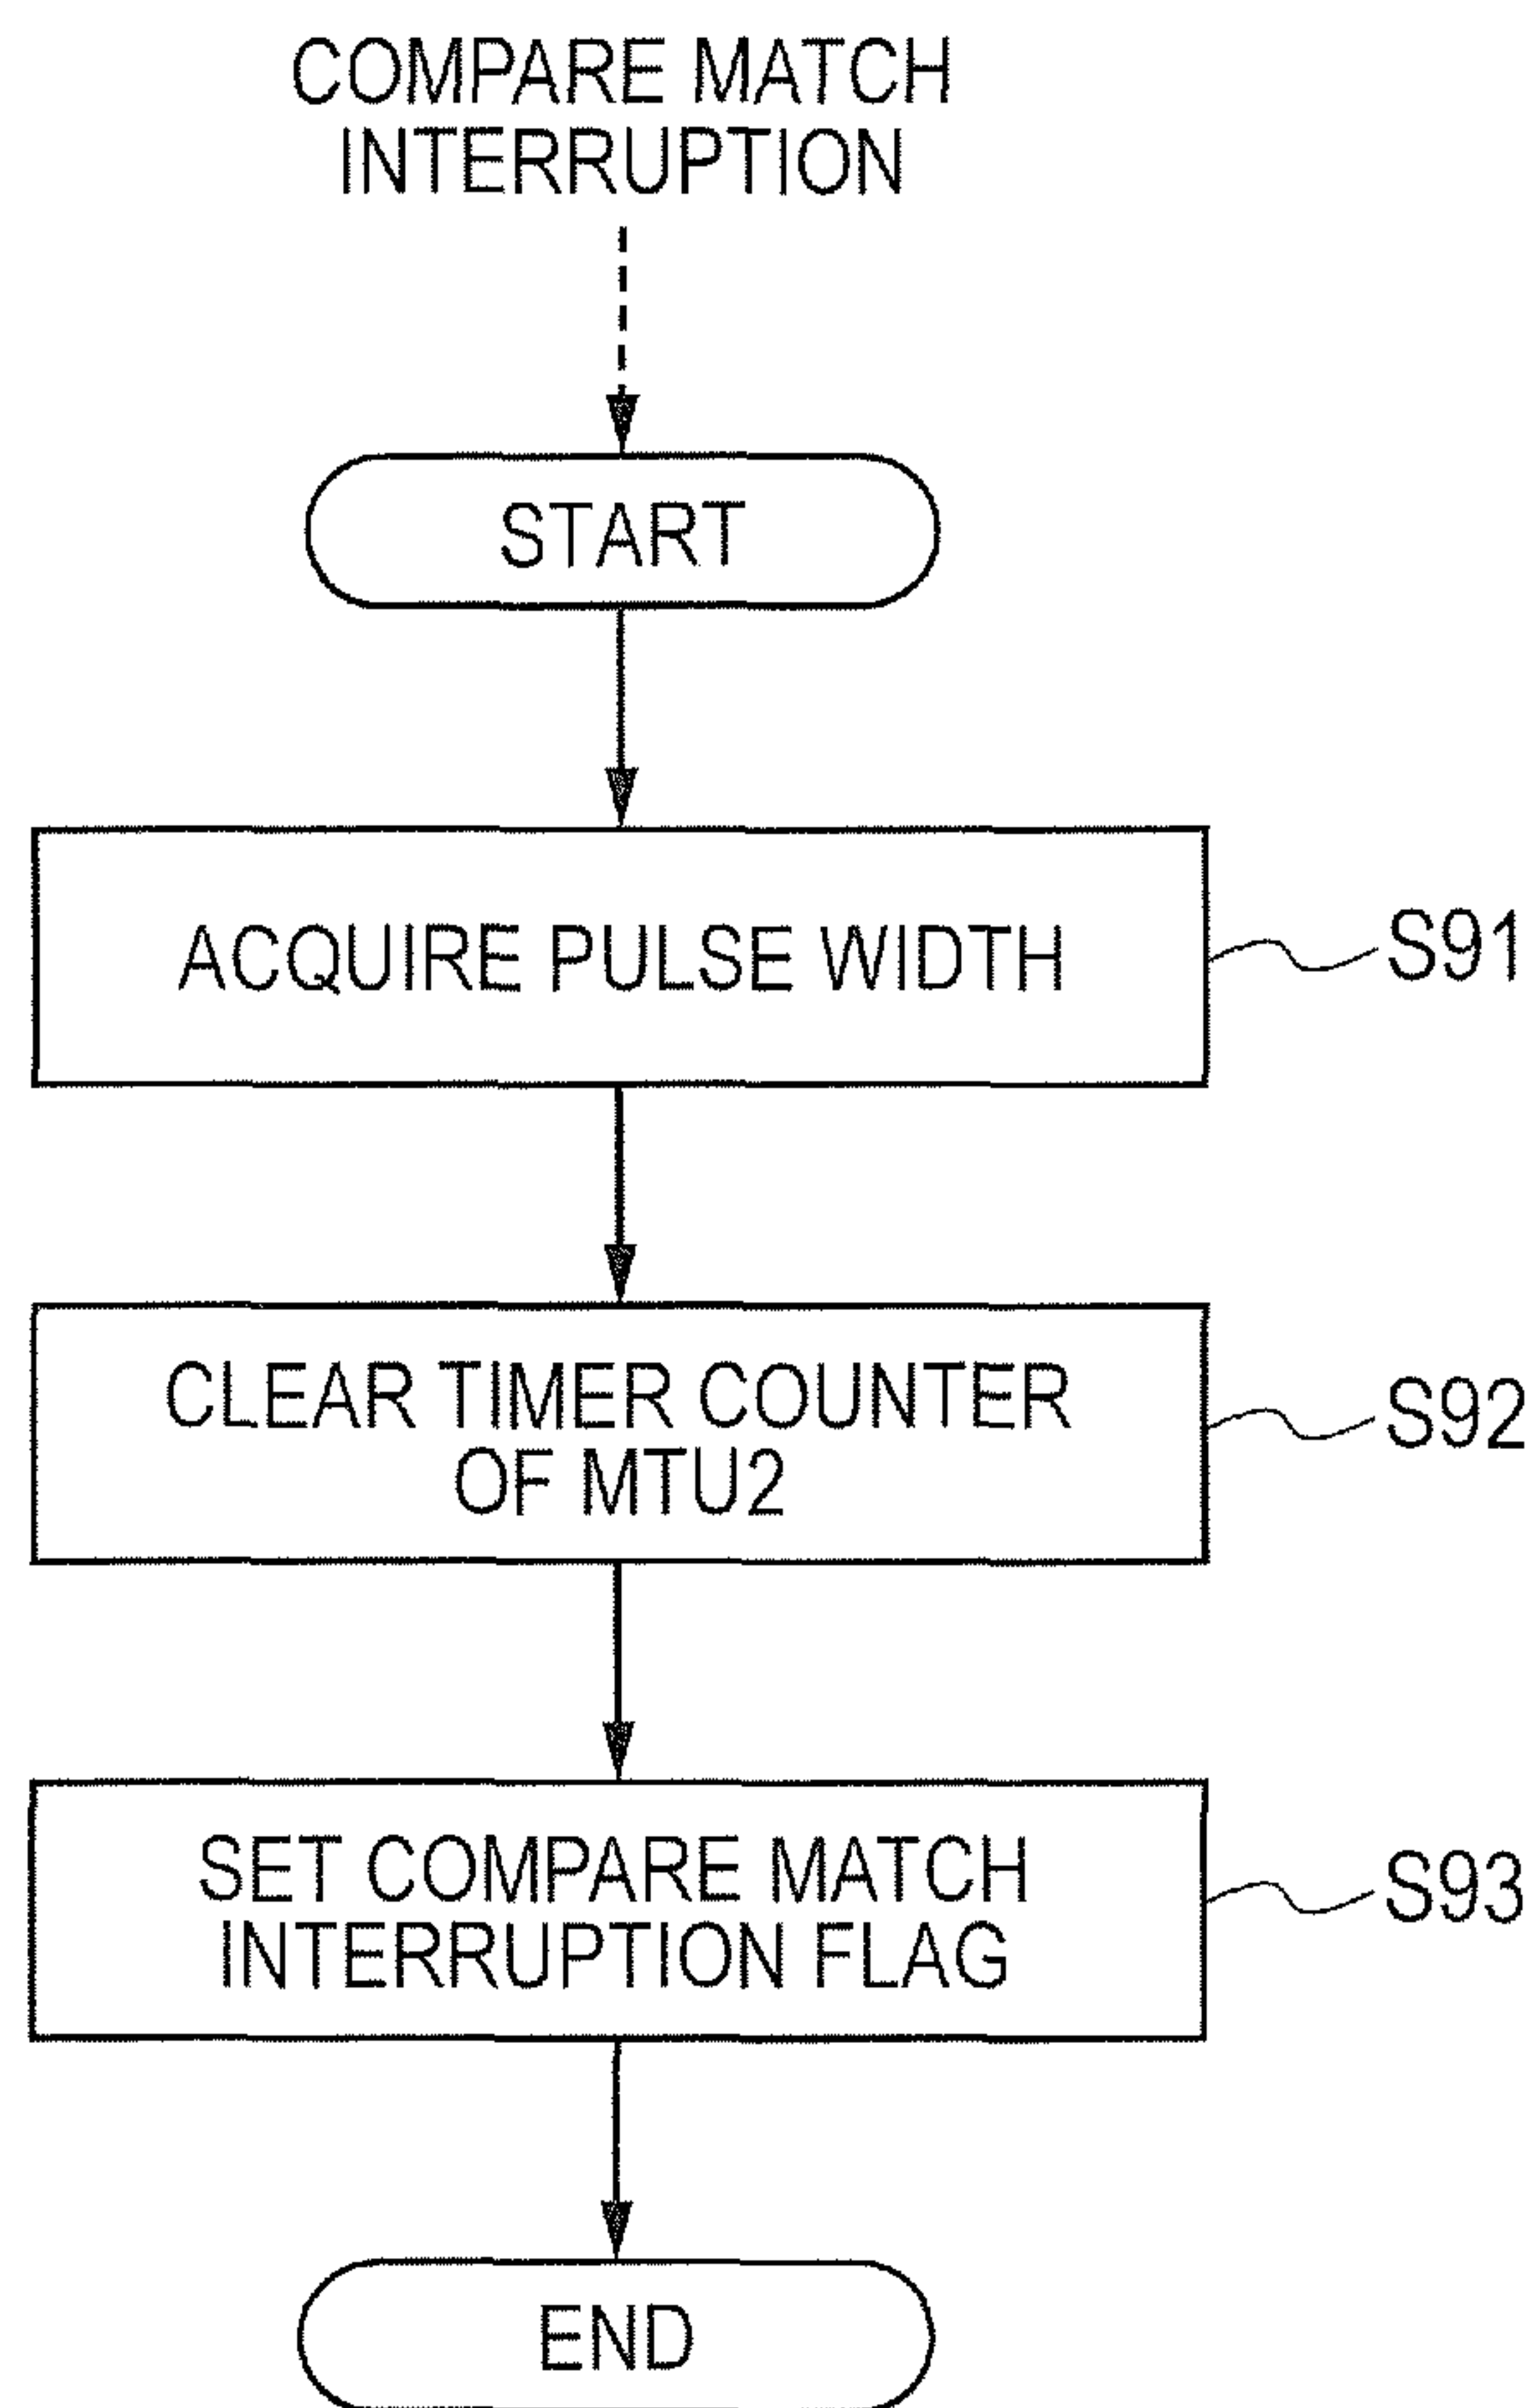 COMPARE MATCH
INTERRUPTION
START
ACQUIRE PULSE WIDTH
S91
CLEAR TIMER COUNTER
OF MTU2
S92
SET COMPARE MATCH
INTERRUPTION FLAG
S93
END